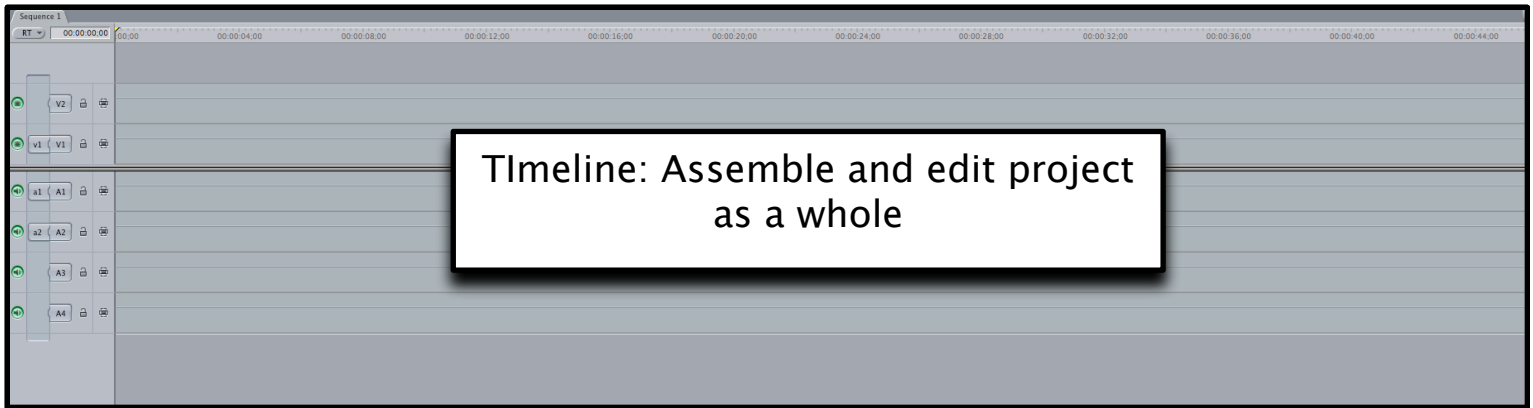 Sequence 1
RT 00:00:00;00 :00;00 00:00:04;00 00:00:08;00 00:00:12;00 00:00:16;00 00:00:20;00 00:00:24;00 00:00:28;00 00:00:32;00 00:00:36;00 00:00:40;00 00:00:44;00
V2
v1 V1
a1 A1
a2 A2
A3
A4
TImeline: Assemble and edit project
as a whole